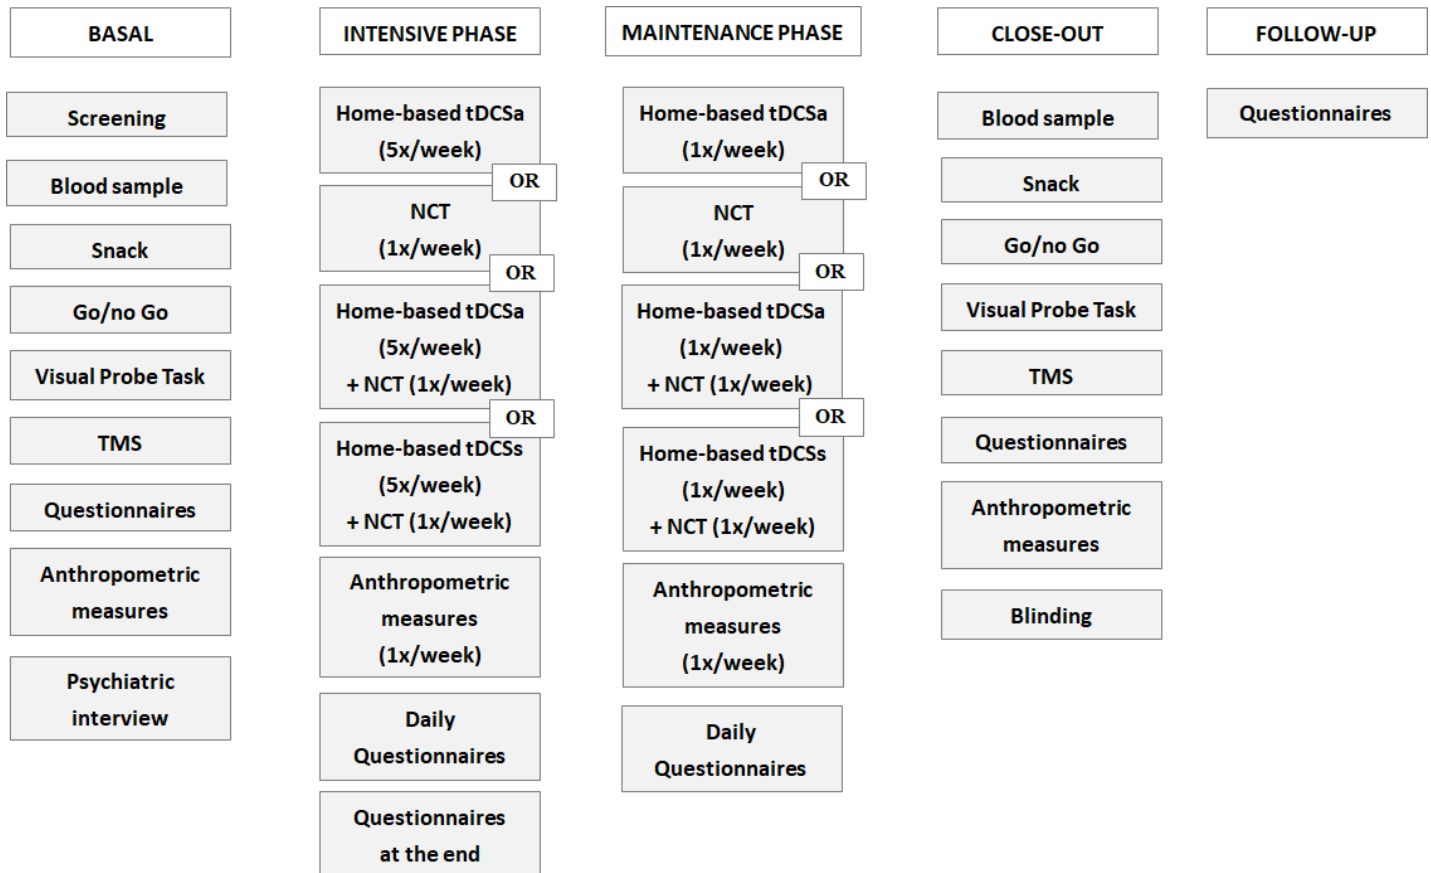 BASAL
Screening
Blood sample
Snack
Go/no Go
Visual Probe Task
TMS
Questionnaires
Anthropometric
measures
Psychiatric
interview
INTENSIVE PHASE
Home-based tDCSa
(5x/week)
OR
NCT
(1x/week)
OR
Home-based tDCSa
(5x/week)
+ NCT (1x/week)
OR
Home-based tDCSs
(5x/week)
+ NCT (1x/week)
Anthropometric
measures
(1x/week)
Daily
Questionnaires
Questionnaires
at the end
MAINTENANCE PHASE
Home-based tDCSa
(1x/week)
OR
NCT
(1x/week)
OR
Home-based tDCSa
(1x/week)
+ NCT (1x/week)
OR
Home-based tDCSs
(1x/week)
+ NCT (1x/week)
Anthropometric
measures
(1x/week)
Daily
Questionnaires
CLOSE-OUT
Blood sample
Snack
Go/no Go
Visual Probe Task
TMS
Questionnaires
Anthropometric
measures
Blinding
FOLLOW-UP
Questionnaires